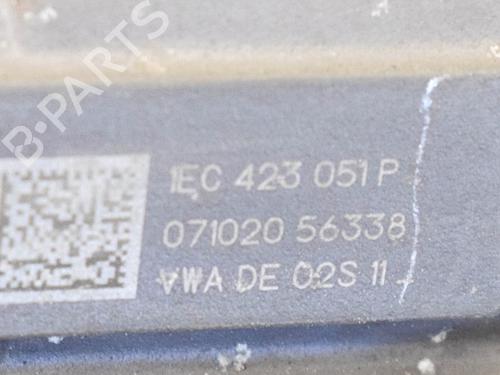 B-PARTS
1EC 423 051 P
071020 56338
VWA DE 02S 11